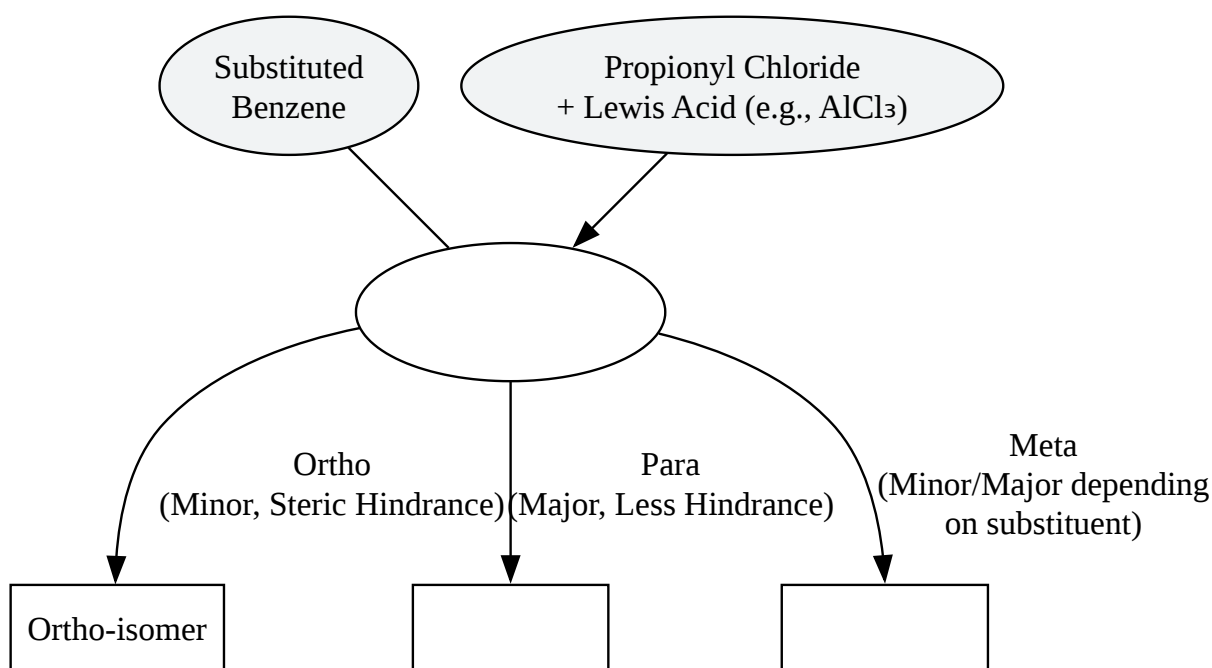 Substituted
Benzene
Propionyl Chloride
+ Lewis Acid (e.g., AlCl₃)
Ortho
(Minor, Steric Hindrance)
Para
(Major, Less Hindrance)
Meta
(Minor/Major depending
on substituent)
Ortho-isomer